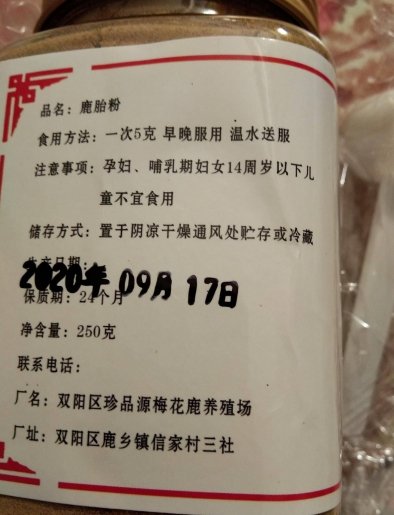 品名：鹿胎粉
食用方法：一次5克 早晚服用 温水送服
注意事项：孕妇、哺乳期妇女14周岁以下儿
童不宜食用
储存方式：置于阴凉干燥通风处贮存或冷藏
生产日期：
2020年 09月 17日
保质期：24个月
净含量：250克
联系电话：
厂名：双阳区珍品源梅花鹿养殖场
厂址：双阳区鹿乡镇信家村三社